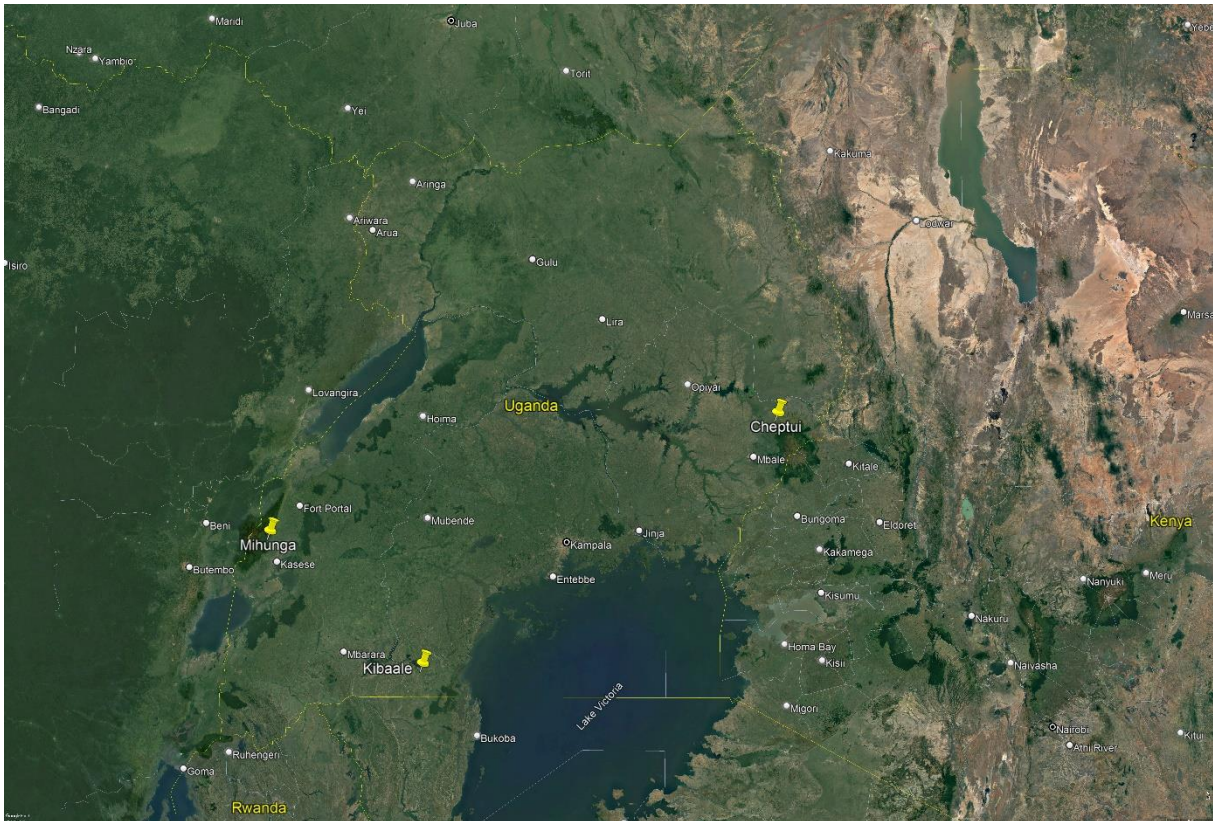 Maridi
Juba
Nzara
Yambio
Torit
Bangadi
Yei
Kakuma
Aringa
Ariwara
Arua
Lodwar
Gulu
Isiro
Lira
Lovangira
Opiyai
Uganda
Hoima
Cheptui
Mbale
Kitale
Fort Portal
Mubende
Bungoma
Eldoret
Kenya
Beni
Mihunga
Kampala
Jinja
Kakamega
Kasese
Butembo
Entebbe
Nanyuki
Meru
Kisumu
Nakuru
Homa Bay
Mbarara
Kibaale
Kisii
Naivasha
Lake Victoria
Migori
Bukoba
Nairobi
Kitui
Athi River
Ruhengeri
Goma
Rwanda